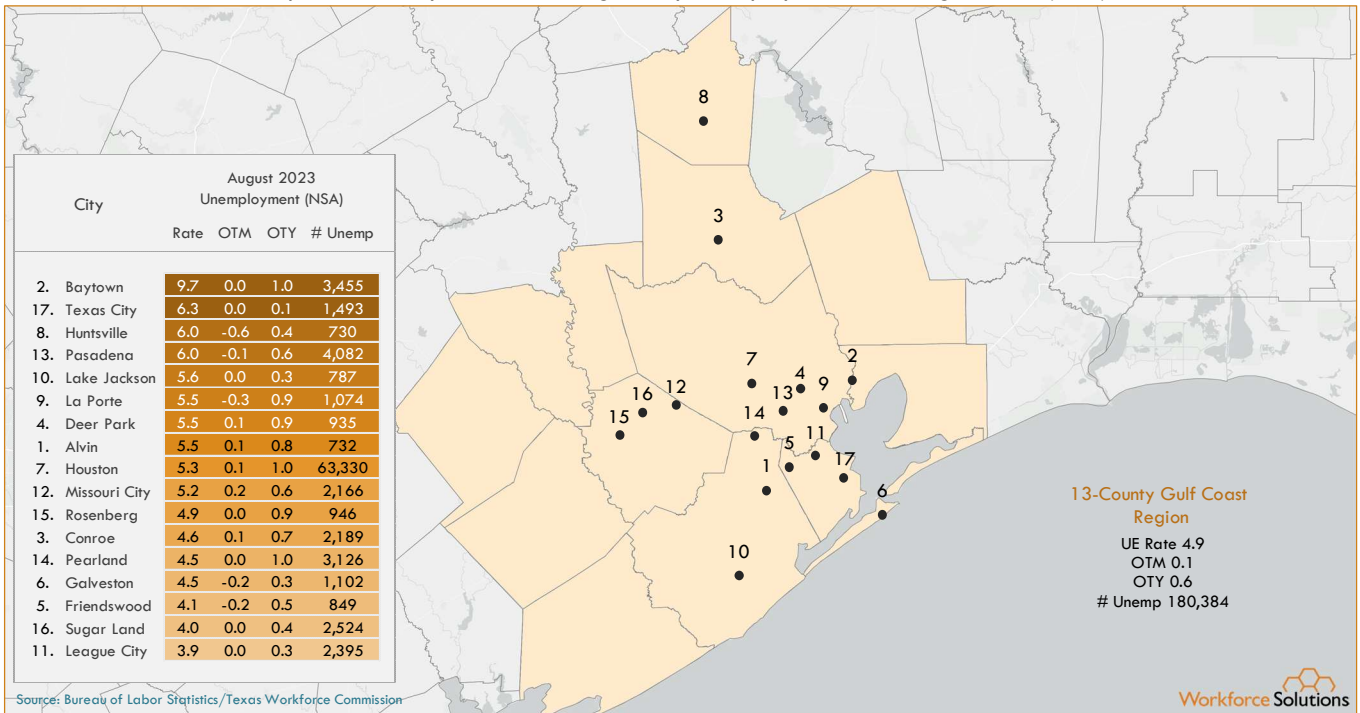 August 2023
Unemployment (NSA)
City
Rate OTM OTY # Unemp
2. Baytown 9.7 0.0 1.0 3,455
17. Texas City 6.3 0.0 0.1 1,493
8. Huntsville 6.0 -0.6 0.4 730
13. Pasadena 6.0 -0.1 0.6 4,082
10. Lake Jackson 5.6 0.0 0.3 787
9. La Porte 5.5 -0.3 0.9 1,074
4. Deer Park 5.5 0.1 0.9 935
1. Alvin 5.5 0.1 0.8 732
7. Houston 5.3 0.1 1.0 63,330
12. Missouri City 5.2 0.2 0.6 2,166
15. Rosenberg 4.9 0.0 0.9 946
3. Conroe 4.6 0.1 0.7 2,189
14. Pearland 4.5 0.0 1.0 3,126
6. Galveston 4.5 -0.2 0.3 1,102
5. Friendswood 4.1 -0.2 0.5 849
16. Sugar Land 4.0 0.0 0.4 2,524
11. League City 3.9 0.0 0.3 2,395
Source: Bureau of Labor Statistics/Texas Workforce Commission
8
3
7
2
4
16
12
13
9
15
14
5
11
1
17
6
10
13-County Gulf Coast
Region
UE Rate 4.9
OTM 0.1
OTY 0.6
# Unemp 180,384
Workforce Solutions